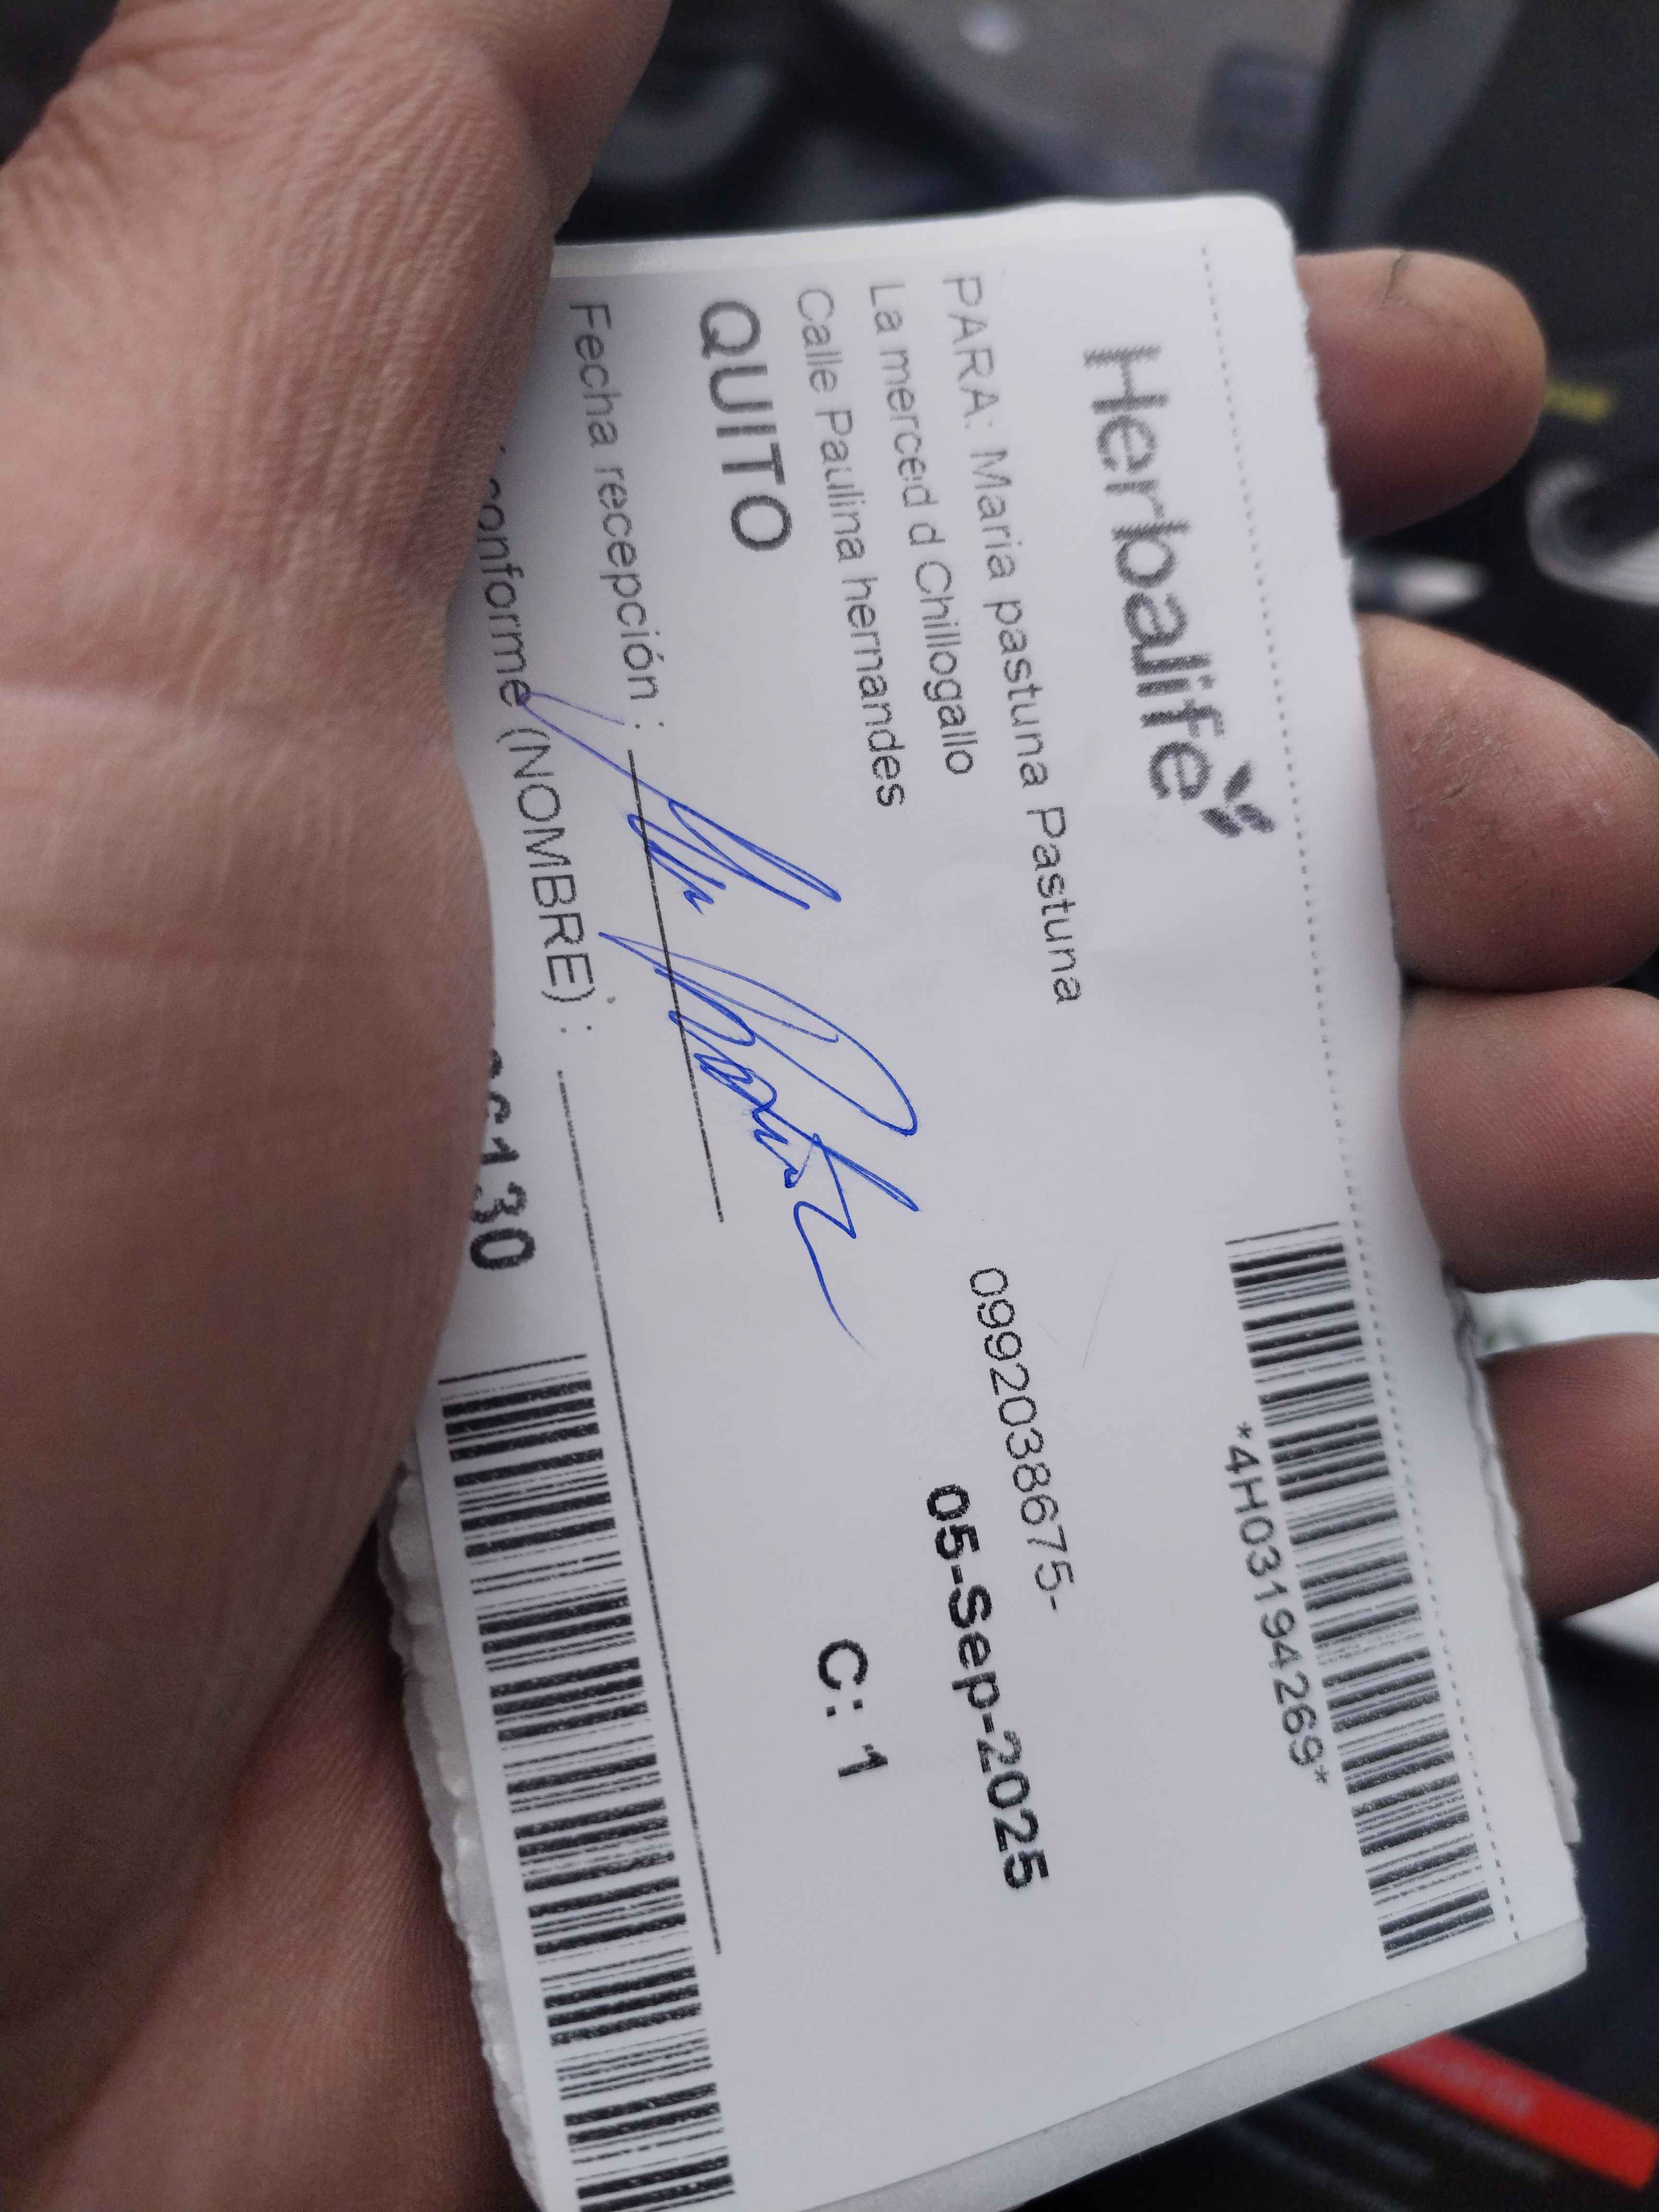 Herbalife
*4H03194269*
PARA: Maria pastuna Pastuna
0992038675-
La merced d Chillogallo
05-Sep-2025
Calle Paulina hernandes
QUITO
C: 1
Fecha recepción :
conforme (NOMBRE) :
6130